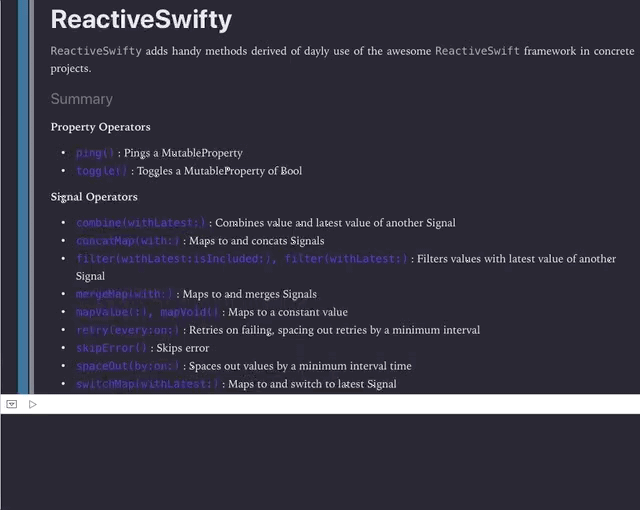 ReactiveSwifty
ReactiveSwifty adds handy methods derived of dayly use of the awesome ReactiveSwift framework in concrete
projects.
Summary
Property Operators
• ping() : Pings a MutableProperty
• toggle() : Toggles a MutableProperty of Bool
Signal Operators
• combine(withLatest:) : Combines value and latest value of another Signal
• concatMap(with:) : Maps to and concats Signals
• filter(withLatest:isIncluded:), filter(withLatest:) : Filters values with latest value of another
Signal
• mergeMap(with:) : Maps to and merges Signals
• mapValue(:), mapVoid() : Maps to a constant value
• retry(every:on:) : Retries on failing, spacing out retries by a minimum interval
• skipError() : Skips error
• spaceOut(by:on:) : Spaces out values by a minimum interval time
• switchMap(withLatest:) : Maps to and switch to latest Signal